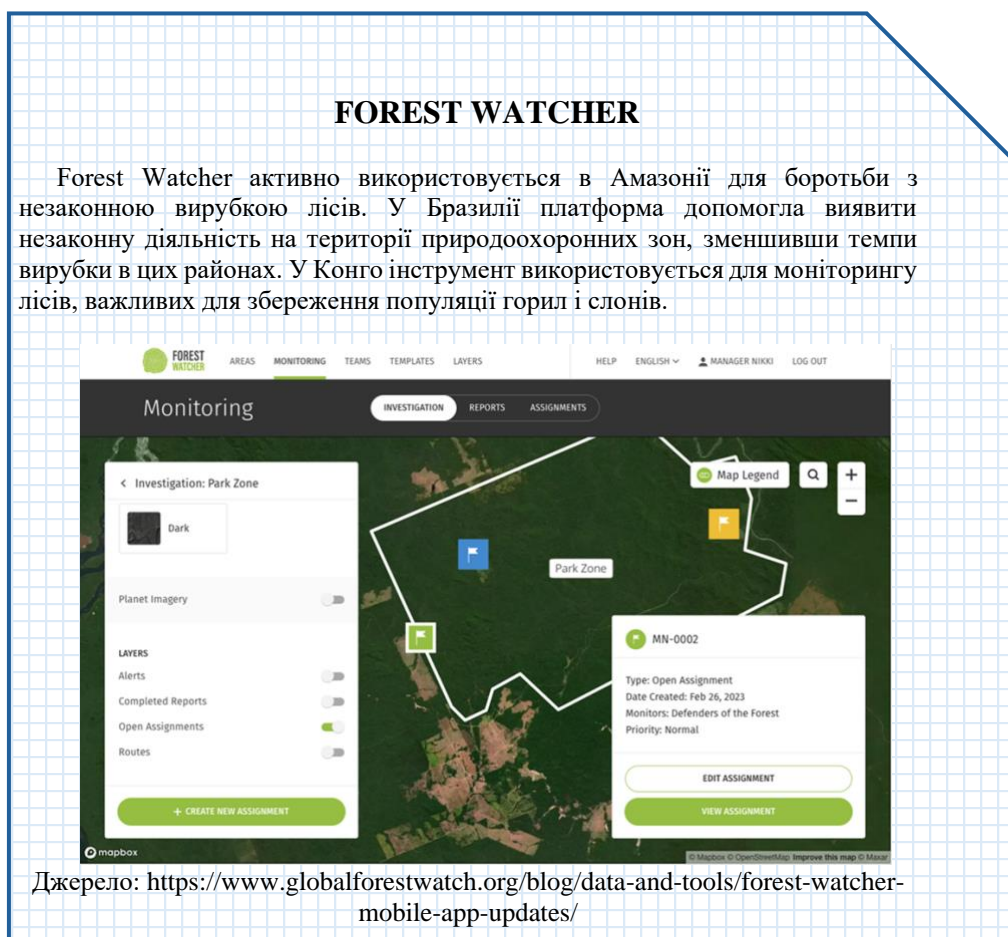 FOREST WATCHER
Forest Watcher активно використовується в Амазонії для боротьби з
незаконною вирубкою лісів. У Бразилії платформа допомогла виявити
незаконну діяльність на території природоохоронних зон, зменшивши темпи
вирубки в цих районах. У Конго інструмент використовується для моніторингу
лісів, важливих для збереження популяції горил і слонів.
FOREST
WATCHER
AREAS MONITORING TEAMS TEMPLATES LAYERS HELP ENGLISH MANAGER NIKKI LOG OUT
Monitoring INVESTIGATION REPORTS ASSIGNMENTS
< Investigation: Park Zone
Dark
Planet Imagery
LAYERS
Alerts
Completed Reports
Open Assignments
Routes
+ CREATE NEW ASSIGNMENT
Map Legend
+
−
Park Zone
MN-0002
Type: Open Assignment
Date Created: Feb 26, 2023
Monitors: Defenders of the Forest
Priority: Normal
EDIT ASSIGNMENT
VIEW ASSIGNMENT
mapbox
© Mapbox © OpenStreetMap Improve this map © Maxar
Джерело: https://www.globalforestwatch.org/blog/data-and-tools/forest-watcher-
mobile-app-updates/